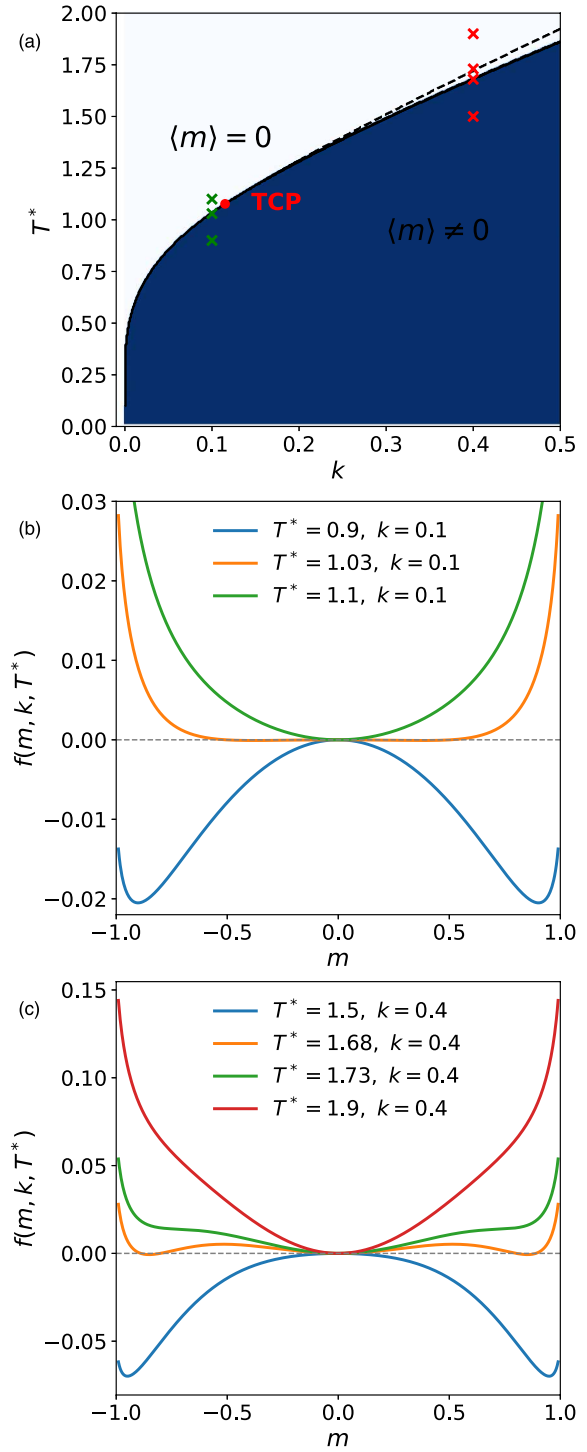 (a)
2.00
1.75
1.50
1.25
1.00
0.75
0.50
0.25
0.00
T*
⟨m⟩ = 0
TCP
⟨m⟩ ≠ 0
0.0 0.1 0.2 0.3 0.4 0.5
k
(b)
0.03
0.02
0.01
0.00
−0.01
−0.02
f(m, k, T*)
T* = 0.9, k = 0.1
T* = 1.03, k = 0.1
T* = 1.1, k = 0.1
−1.0 −0.5 0.0 0.5 1.0
m
(c)
0.15
0.10
0.05
0.00
−0.05
f(m, k, T*)
T* = 1.5, k = 0.4
T* = 1.68, k = 0.4
T* = 1.73, k = 0.4
T* = 1.9, k = 0.4
−1.0 −0.5 0.0 0.5 1.0
m